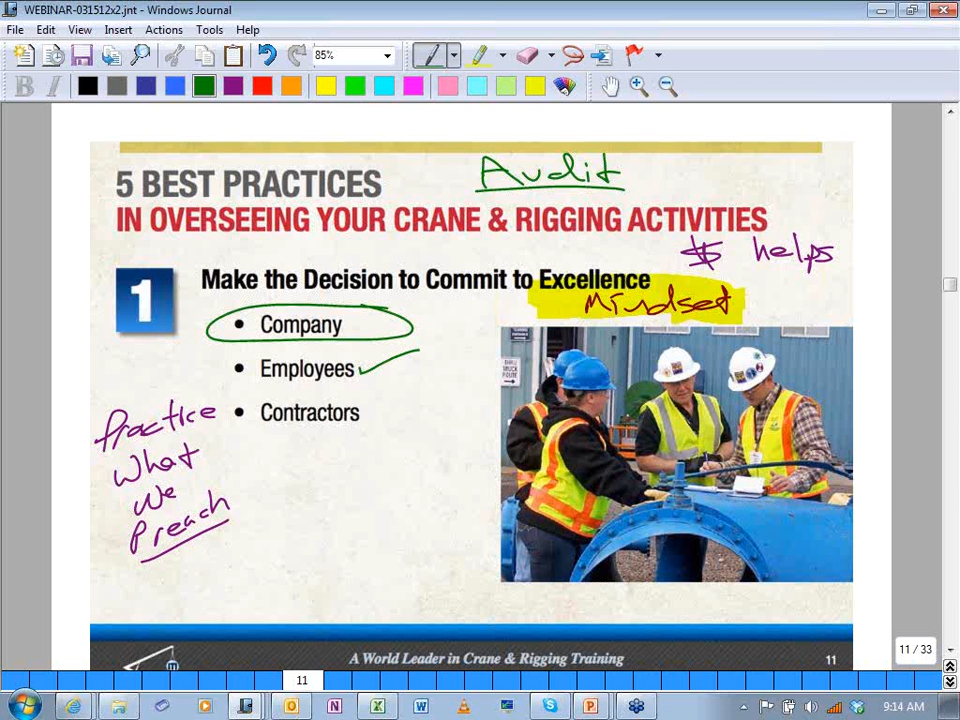 WEBINAR-031512x2.jnt - Windows Journal
File Edit View Insert Actions Tools Help
85%
B I
Audit
5 BEST PRACTICES
IN OVERSEEING YOUR CRANE & RIGGING ACTIVITIES
$ helps
1 Make the Decision to Commit to Excellence
Mindset
• Company
• Employees
• Contractors
Practice
What
We
Preach
A World Leader in Crane & Rigging Training 11
11 / 33
11
9:14 AM